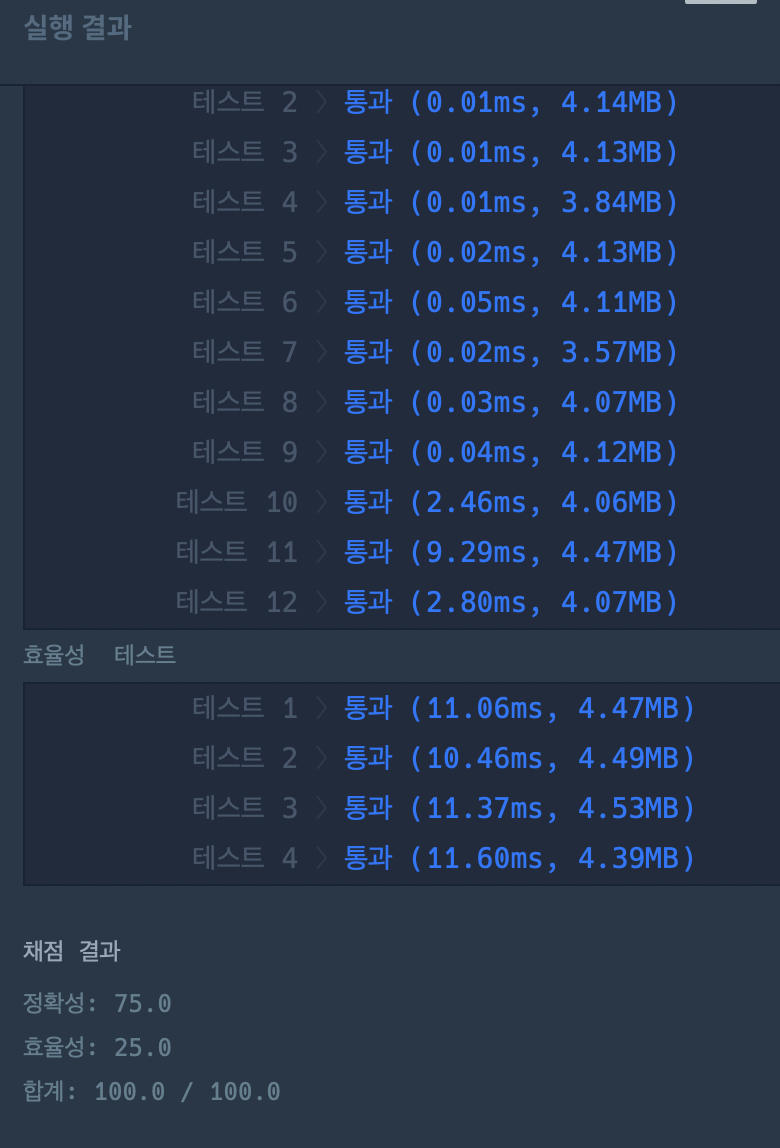 실행 결과
테스트 2 〉 통과 (0.01ms, 4.14MB)
테스트 3 〉 통과 (0.01ms, 4.13MB)
테스트 4 〉 통과 (0.01ms, 3.84MB)
테스트 5 〉 통과 (0.02ms, 4.13MB)
테스트 6 〉 통과 (0.05ms, 4.11MB)
테스트 7 〉 통과 (0.02ms, 3.57MB)
테스트 8 〉 통과 (0.03ms, 4.07MB)
테스트 9 〉 통과 (0.04ms, 4.12MB)
테스트 10 〉 통과 (2.46ms, 4.06MB)
테스트 11 〉 통과 (9.29ms, 4.47MB)
테스트 12 〉 통과 (2.80ms, 4.07MB)
효율성 테스트
테스트 1 〉 통과 (11.06ms, 4.47MB)
테스트 2 〉 통과 (10.46ms, 4.49MB)
테스트 3 〉 통과 (11.37ms, 4.53MB)
테스트 4 〉 통과 (11.60ms, 4.39MB)
채점 결과
정확성: 75.0
효율성: 25.0
합계: 100.0 / 100.0